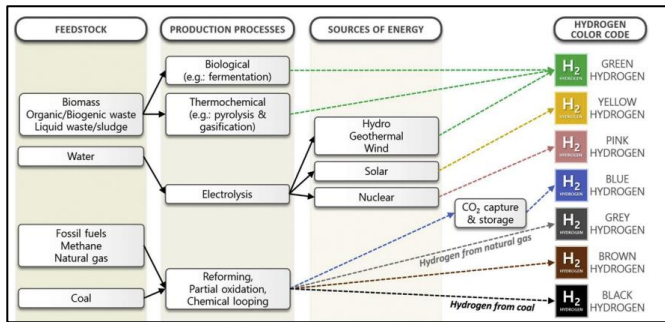 FEEDSTOCK
PRODUCTION PROCESSES
SOURCES OF ENERGY
HYDROGEN
COLOR CODE
Biological
(e.g.: fermentation)
Biomass
Organic/Biogenic waste
Liquid waste/sludge
Thermochemical
(e.g.: pyrolysis &
gasification)
Water
Electrolysis
Hydro
Geothermal
Wind
Solar
Nuclear
Fossil fuels
Methane
Natural gas
Coal
Reforming,
Partial oxidation,
Chemical looping
CO₂ capture
& storage
Hydrogen from natural gas
Hydrogen from coal
H₂
HYDROGEN
GREEN
HYDROGEN
H₂
HYDROGEN
YELLOW
HYDROGEN
H₂
HYDROGEN
PINK
HYDROGEN
H₂
HYDROGEN
BLUE
HYDROGEN
H₂
HYDROGEN
GREY
HYDROGEN
H₂
HYDROGEN
BROWN
HYDROGEN
H₂
HYDROGEN
BLACK
HYDROGEN